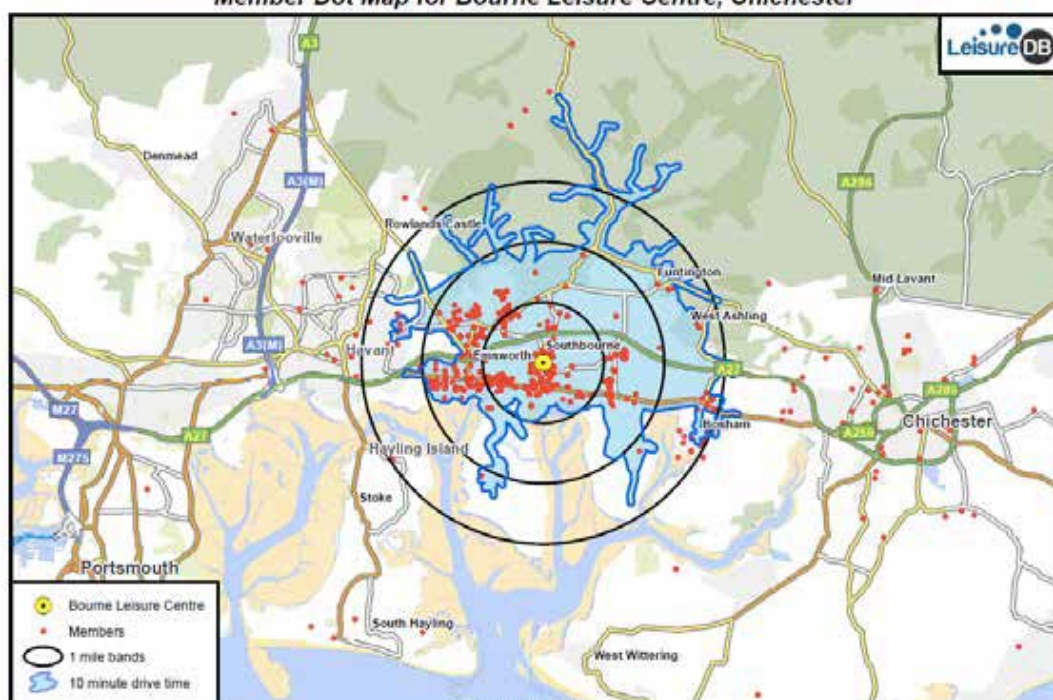 Member Dot Map for Bourne Leisure Centre, Chichester
LeisureDB
A3
Denmead
A3(M)
A286
Rowlands Castle
Waterlooville
Funtington
Mid Lavant
West Ashling
A3(M)
Havant
Emsworth
Southbourne
A27
A285
M27
A27
Bosham
A259
Chichester
M275
Hayling Island
Stoke
Portsmouth
South Hayling
West Wittering
Bourne Leisure Centre
Members
1 mile bands
10 minute drive time